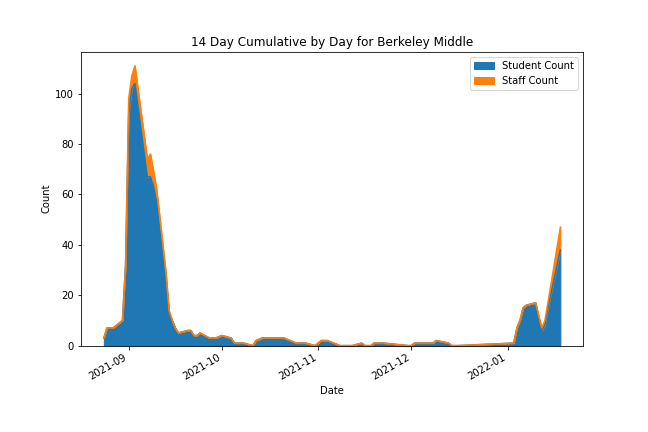 14 Day Cumulative by Day for Berkeley Middle
Student Count
Staff Count
100
80
60
40
20
0
Count
2021-09
2021-10
2021-11
2021-12
2022-01
Date